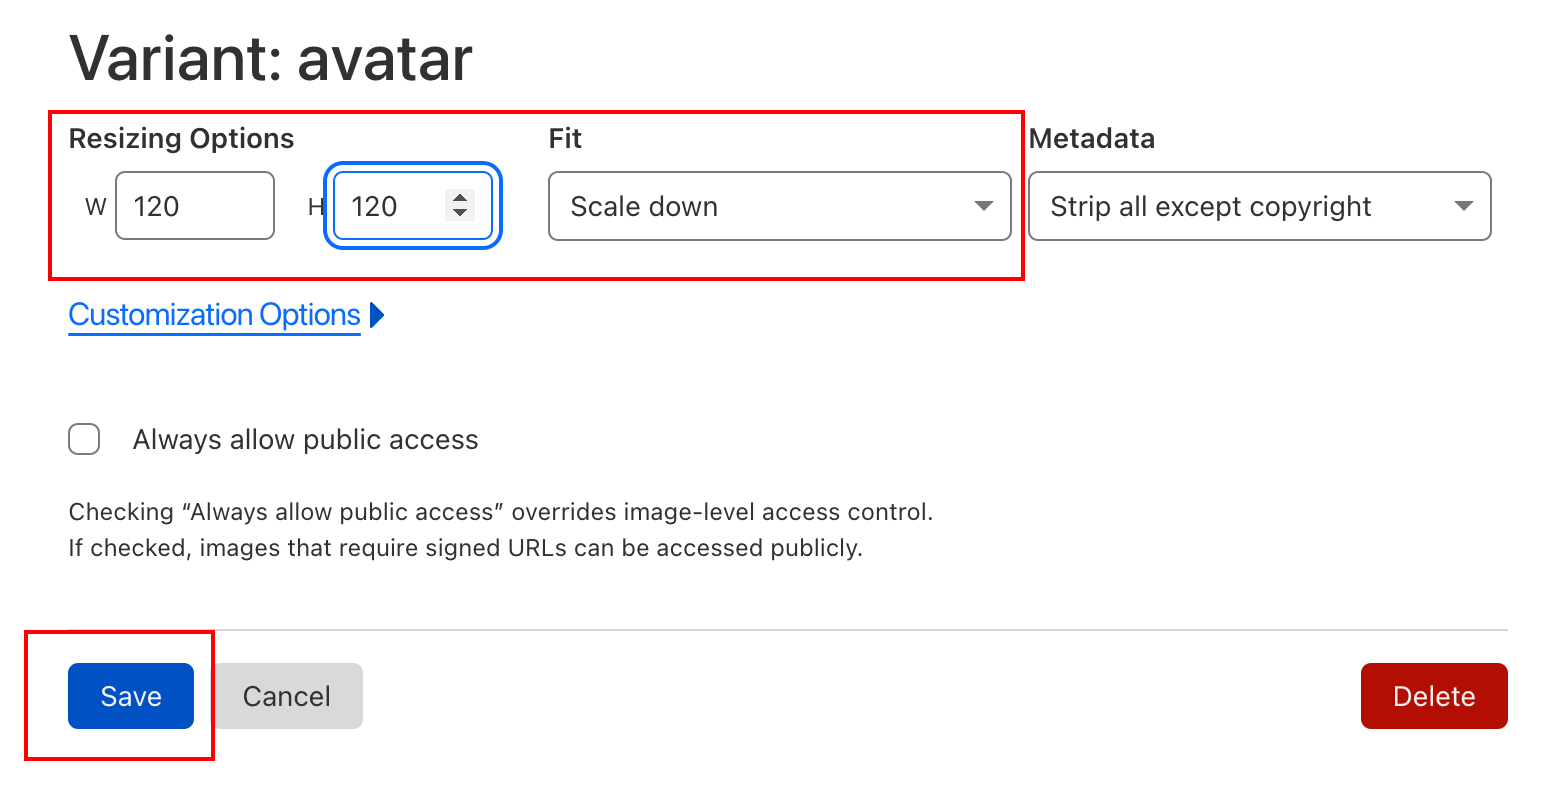 Variant: avatar
Resizing Options
Fit
Metadata
W 120
H 120
Scale down
Strip all except copyright
Customization Options
Always allow public access
Checking “Always allow public access” overrides image-level access control.
If checked, images that require signed URLs can be accessed publicly.
Save
Cancel
Delete